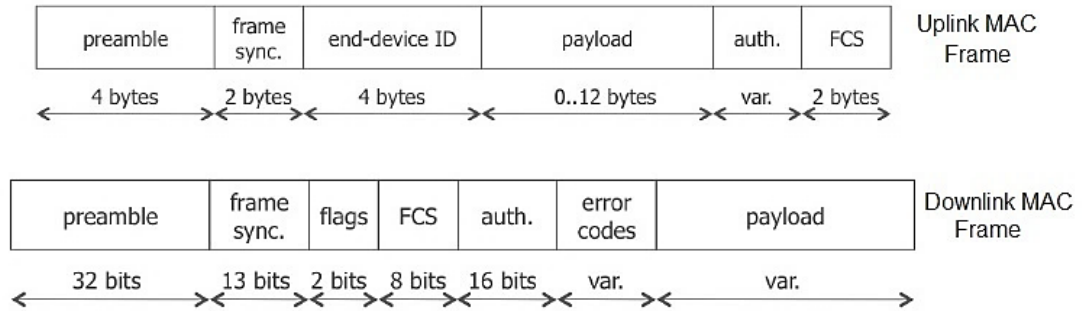 preamble
frame
sync.
end-device ID
payload
auth.
FCS
Uplink MAC
Frame
4 bytes
2 bytes
4 bytes
0..12 bytes
var.
2 bytes
preamble
frame
sync.
flags
FCS
auth.
error
codes
payload
Downlink MAC
Frame
32 bits
13 bits
2 bits
8 bits
16 bits
var.
var.